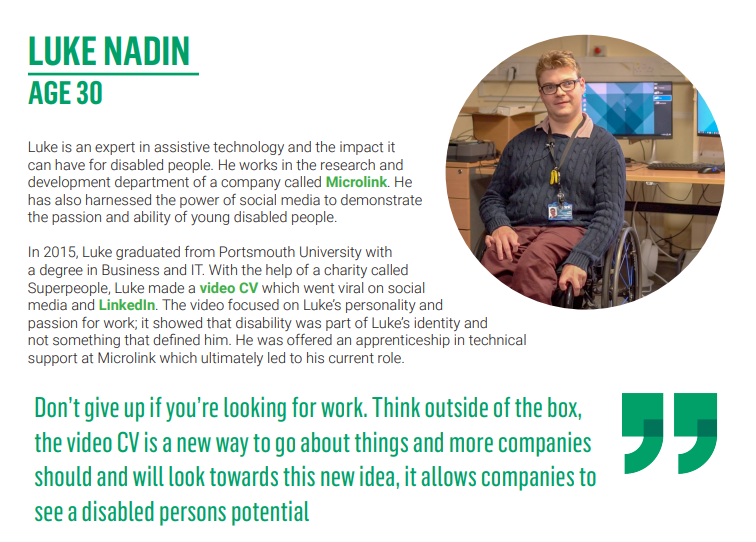 LUKE NADIN
AGE 30
Luke is an expert in assistive technology and the impact it
can have for disabled people. He works in the research and
development department of a company called Microlink. He
has also harnessed the power of social media to demonstrate
the passion and ability of young disabled people.
In 2015, Luke graduated from Portsmouth University with
a degree in Business and IT. With the help of a charity called
Superpeople, Luke made a video CV which went viral on social
media and LinkedIn. The video focused on Luke’s personality and
passion for work; it showed that disability was part of Luke’s identity and
not something that defined him. He was offered an apprenticeship in technical
support at Microlink which ultimately led to his current role.
Don’t give up if you’re looking for work. Think outside of the box,
the video CV is a new way to go about things and more companies
should and will look towards this new idea, it allows companies to
see a disabled persons potential